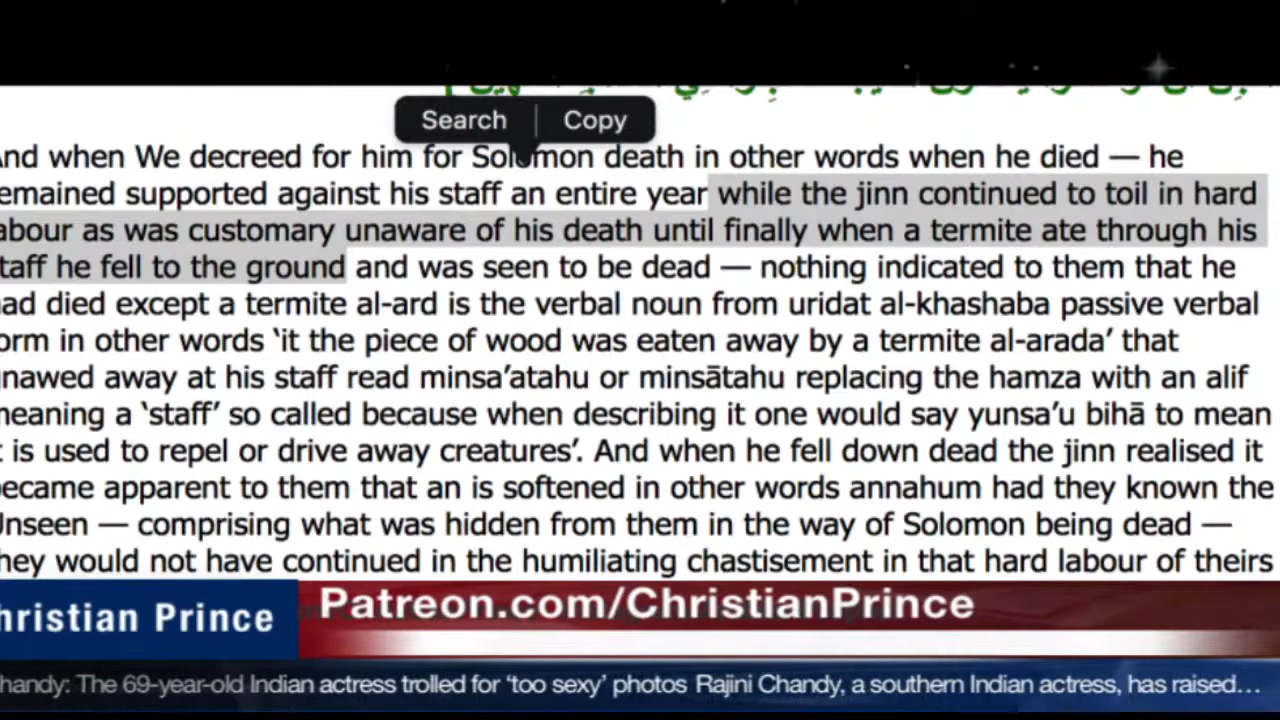 Search Copy
And when We decreed for him for Solomon death in other words when he died — he
emained supported against his staff an entire year while the jinn continued to toil in hard
abour as was customary unaware of his death until finally when a termite ate through his
taff he fell to the ground and was seen to be dead — nothing indicated to them that he
ad died except a termite al-ard is the verbal noun from uridat al-khashaba passive verbal
orm in other words ‘it the piece of wood was eaten away by a termite al-arada’ that
gnawed away at his staff read minsa’atahu or minsātahu replacing the hamza with an alif
meaning a ‘staff’ so called because when describing it one would say yunsa’u bihā to mean
t is used to repel or drive away creatures’. And when he fell down dead the jinn realised it
became apparent to them that an is softened in other words annahum had they known the
Unseen — comprising what was hidden from them in the way of Solomon being dead —
they would not have continued in the humiliating chastisement in that hard labour of theirs
hristian Prince
Patreon.com/ChristianPrince
handy: The 69-year-old Indian actress trolled for ‘too sexy’ photos Rajini Chandy, a southern Indian actress, has raised...